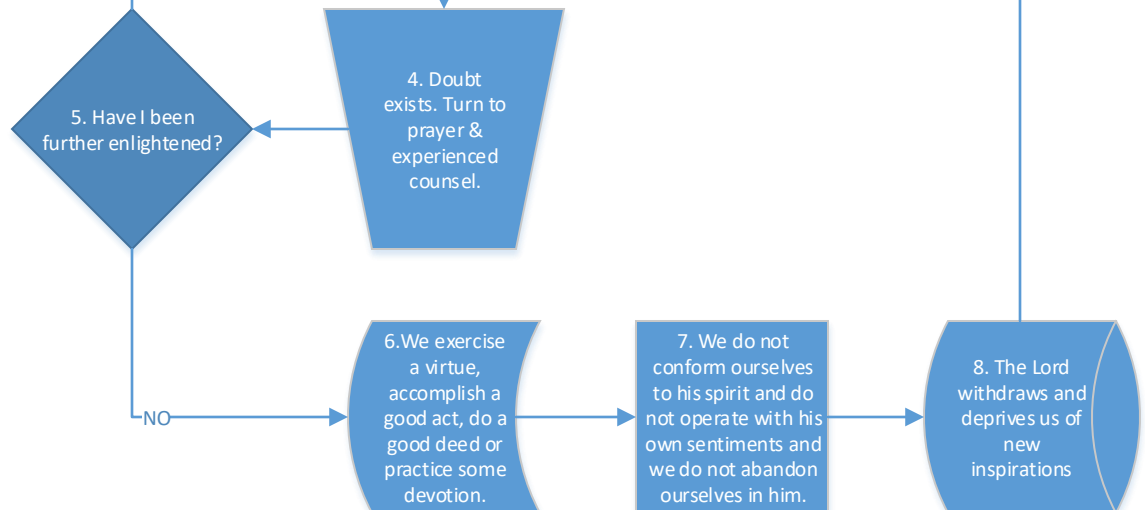 4. Doubt
exists. Turn to
prayer &
experienced
counsel.
5. Have I been
further enlightened?
NO
6.We exercise
a virtue,
accomplish a
good act, do a
good deed or
practice some
devotion.
7. We do not
conform ourselves
to his spirit and do
not operate with his
own sentiments and
we do not abandon
ourselves in him.
8. The Lord
withdraws and
deprives us of
new
inspirations